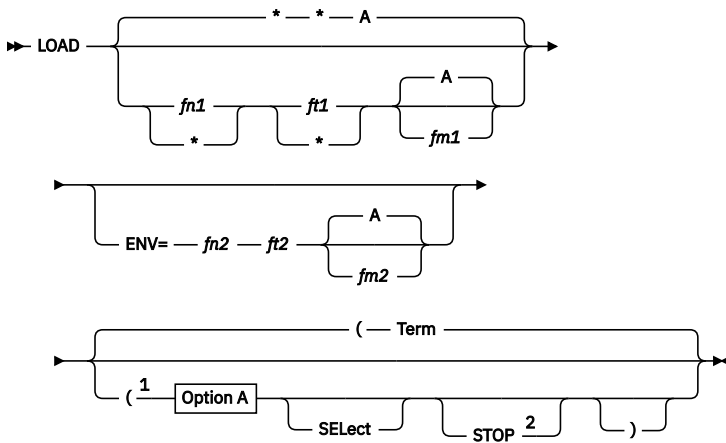 * * A
LOAD
fn1 ft1 A
* * fm1
ENV= fn2 ft2 A
fm2
( Term
( 1 Option A
SELect STOP 2 )